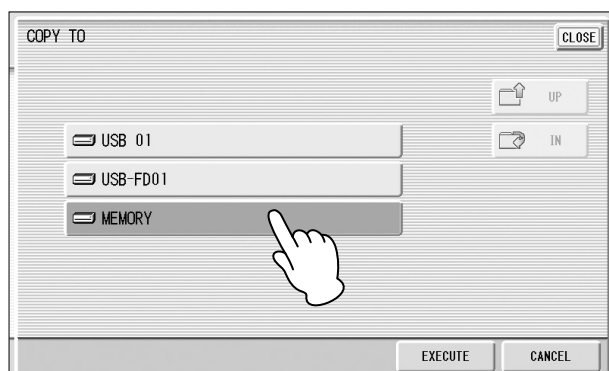 COPY TO
CLOSE
UP
USB 01
IN
USB-FD01
MEMORY
EXECUTE
CANCEL